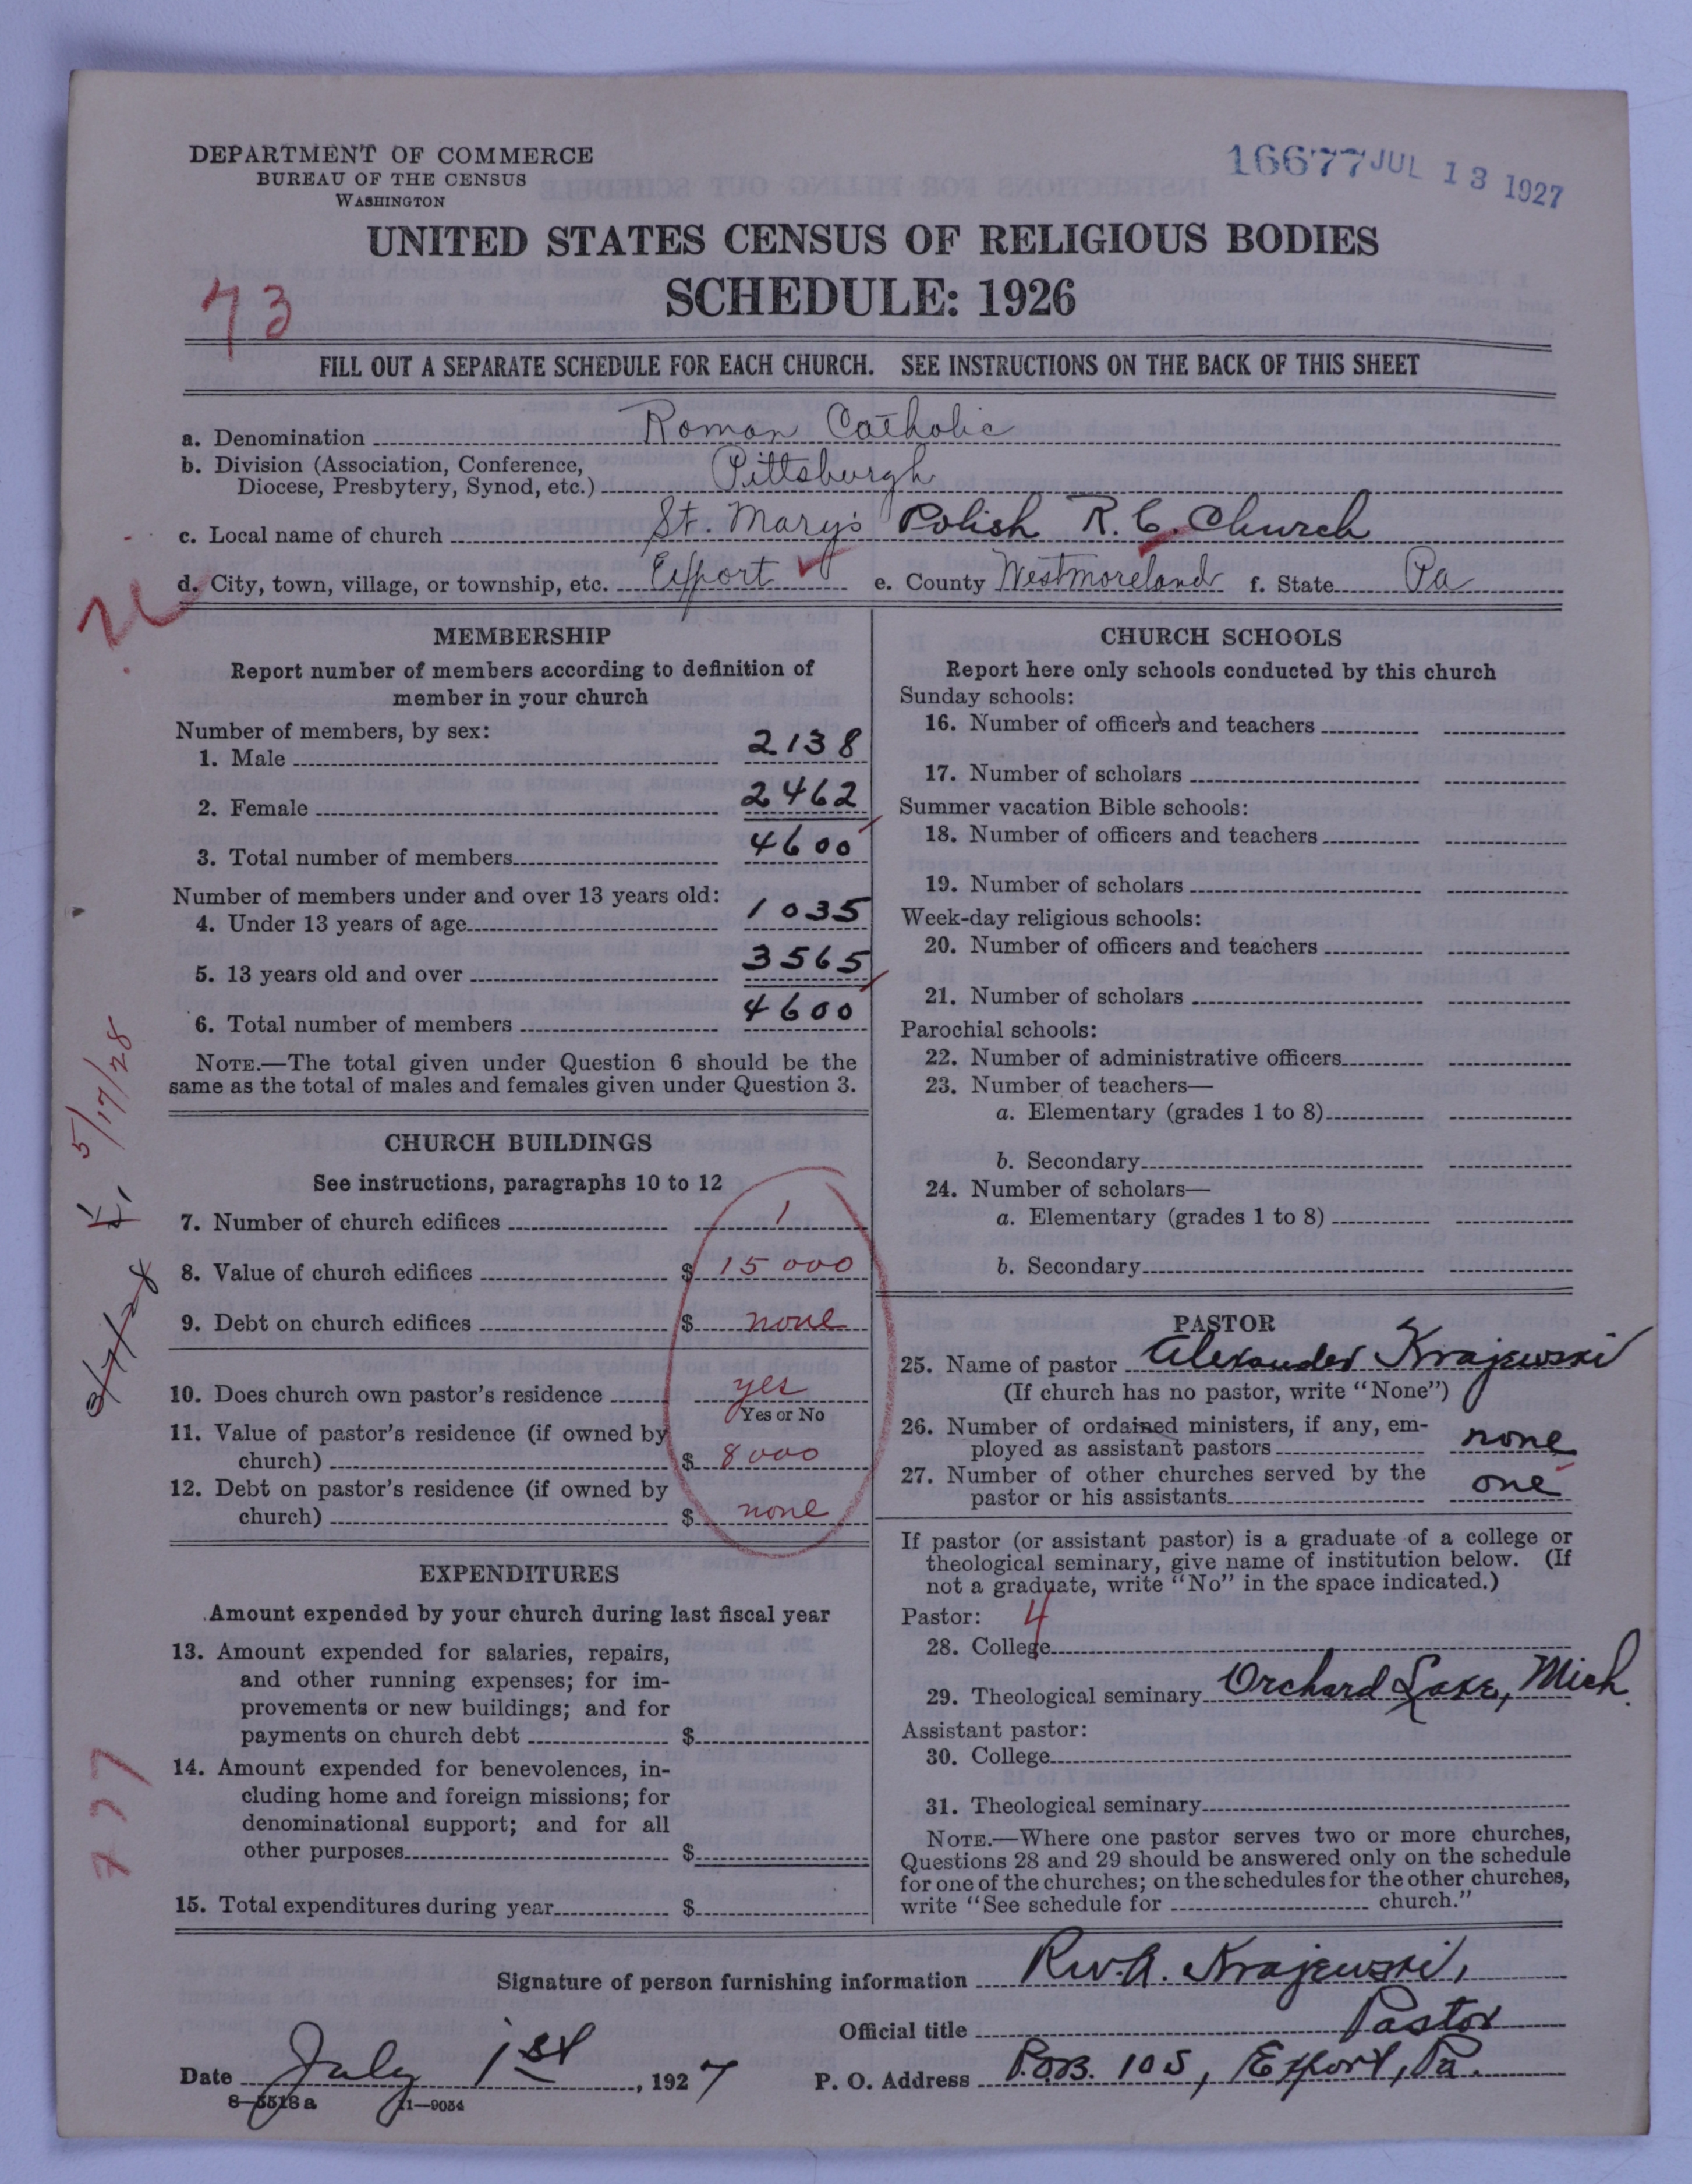 DEPARTMENT OF COMMERCE
BUREAU OF THE CENSUS
WASHINGTON
16677 JUL 13 1927
UNITED STATES CENSUS OF RELIGIOUS BODIES
SCHEDULE: 1926
73
FILL OUT A SEPARATE SCHEDULE FOR EACH CHURCH. SEE INSTRUCTIONS ON THE BACK OF THIS SHEET
a. Denomination Roman Catholic
b. Division (Association, Conference,
Diocese, Presbytery, Synod, etc.) Pittsburgh
c. Local name of church St. Mary's Polish R. C. Church
d. City, town, village, or township, etc. Export e. County Westmoreland f. State Pa
MEMBERSHIP
Report number of members according to definition of
member in your church
Number of members, by sex:
1. Male 2138
2. Female 2462
3. Total number of members 4600
Number of members under and over 13 years old:
4. Under 13 years of age 1035
5. 13 years old and over 3565
6. Total number of members 4600
NOTE.—The total given under Question 6 should be the
same as the total of males and females given under Question 3.
5/17/28
3/7/28
CHURCH BUILDINGS
See instructions, paragraphs 10 to 12
7. Number of church edifices 1
8. Value of church edifices $ 15 000
9. Debt on church edifices $ none
10. Does church own pastor's residence yes
Yes or No
11. Value of pastor's residence (if owned by
church) $ 8 000
12. Debt on pastor's residence (if owned by
church) $ none
EXPENDITURES
Amount expended by your church during last fiscal year
13. Amount expended for salaries, repairs,
and other running expenses; for im-
provements or new buildings; and for
payments on church debt $
14. Amount expended for benevolences, in-
cluding home and foreign missions; for
denominational support; and for all
other purposes $
15. Total expenditures during year $
777
CHURCH SCHOOLS
Report here only schools conducted by this church
Sunday schools:
16. Number of officers and teachers
17. Number of scholars
Summer vacation Bible schools:
18. Number of officers and teachers
19. Number of scholars
Week-day religious schools:
20. Number of officers and teachers
21. Number of scholars
Parochial schools:
22. Number of administrative officers
23. Number of teachers—
a. Elementary (grades 1 to 8)
b. Secondary
24. Number of scholars—
a. Elementary (grades 1 to 8)
b. Secondary
PASTOR
25. Name of pastor Alexander Krajewski
(If church has no pastor, write "None")
26. Number of ordained ministers, if any, em-
ployed as assistant pastors none
27. Number of other churches served by the
pastor or his assistants one
If pastor (or assistant pastor) is a graduate of a college or
theological seminary, give name of institution below. (If
not a graduate, write "No" in the space indicated.)
Pastor: 4
28. College
29. Theological seminary Orchard Lake, Mich.
Assistant pastor:
30. College
31. Theological seminary
NOTE.—Where one pastor serves two or more churches,
Questions 28 and 29 should be answered only on the schedule
for one of the churches; on the schedules for the other churches,
write "See schedule for church."
Signature of person furnishing information Rev. A. Krajewski,
Official title Pastor
Date July 1st, 1927 P. O. Address P.O.B. 105, Export, Pa.
8-5518a 11-9034